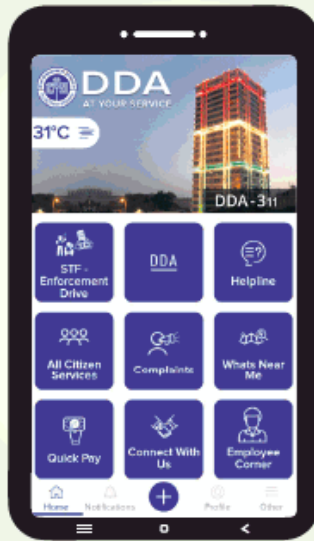 DDA
AT YOUR SERVICE
31°C
DDA-311
STF -
Enforcement
Drive
DDA
Helpline
All Citizen
Services
Complaints
Whats Near
Me
Quick Pay
Connect With
Us
Employee
Corner
Home
Notifications
Profile
Other